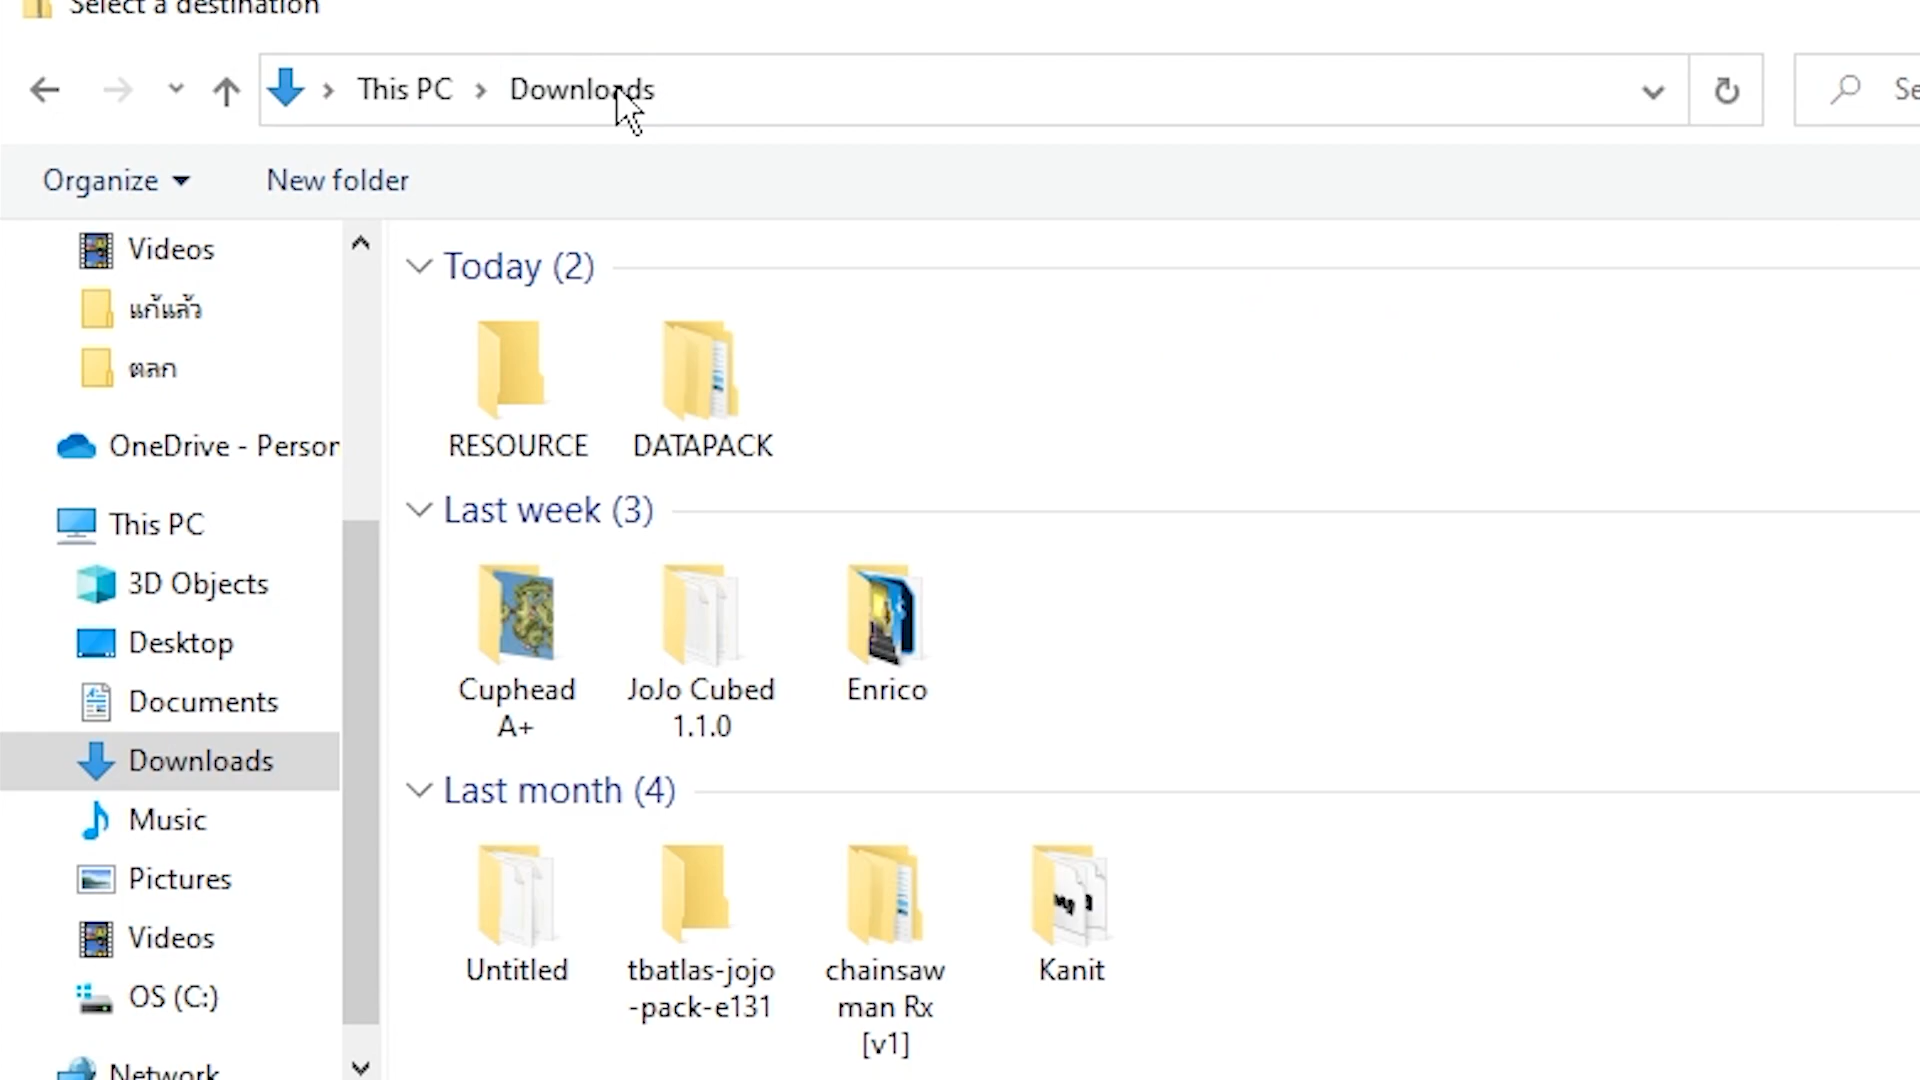 Select a destination
This PC
Downloads
Se
Organize
New folder
Videos
แก้แล้ว
ตลก
OneDrive - Person
This PC
3D Objects
Desktop
Documents
Downloads
Music
Pictures
Videos
OS (C:)
Network
Today (2)
RESOURCE
DATAPACK
Last week (3)
Cuphead
A+
JoJo Cubed
1.1.0
Enrico
Last month (4)
Untitled
tbatlas-jojo
-pack-e131
chainsaw
man Rx
[v1]
Kanit